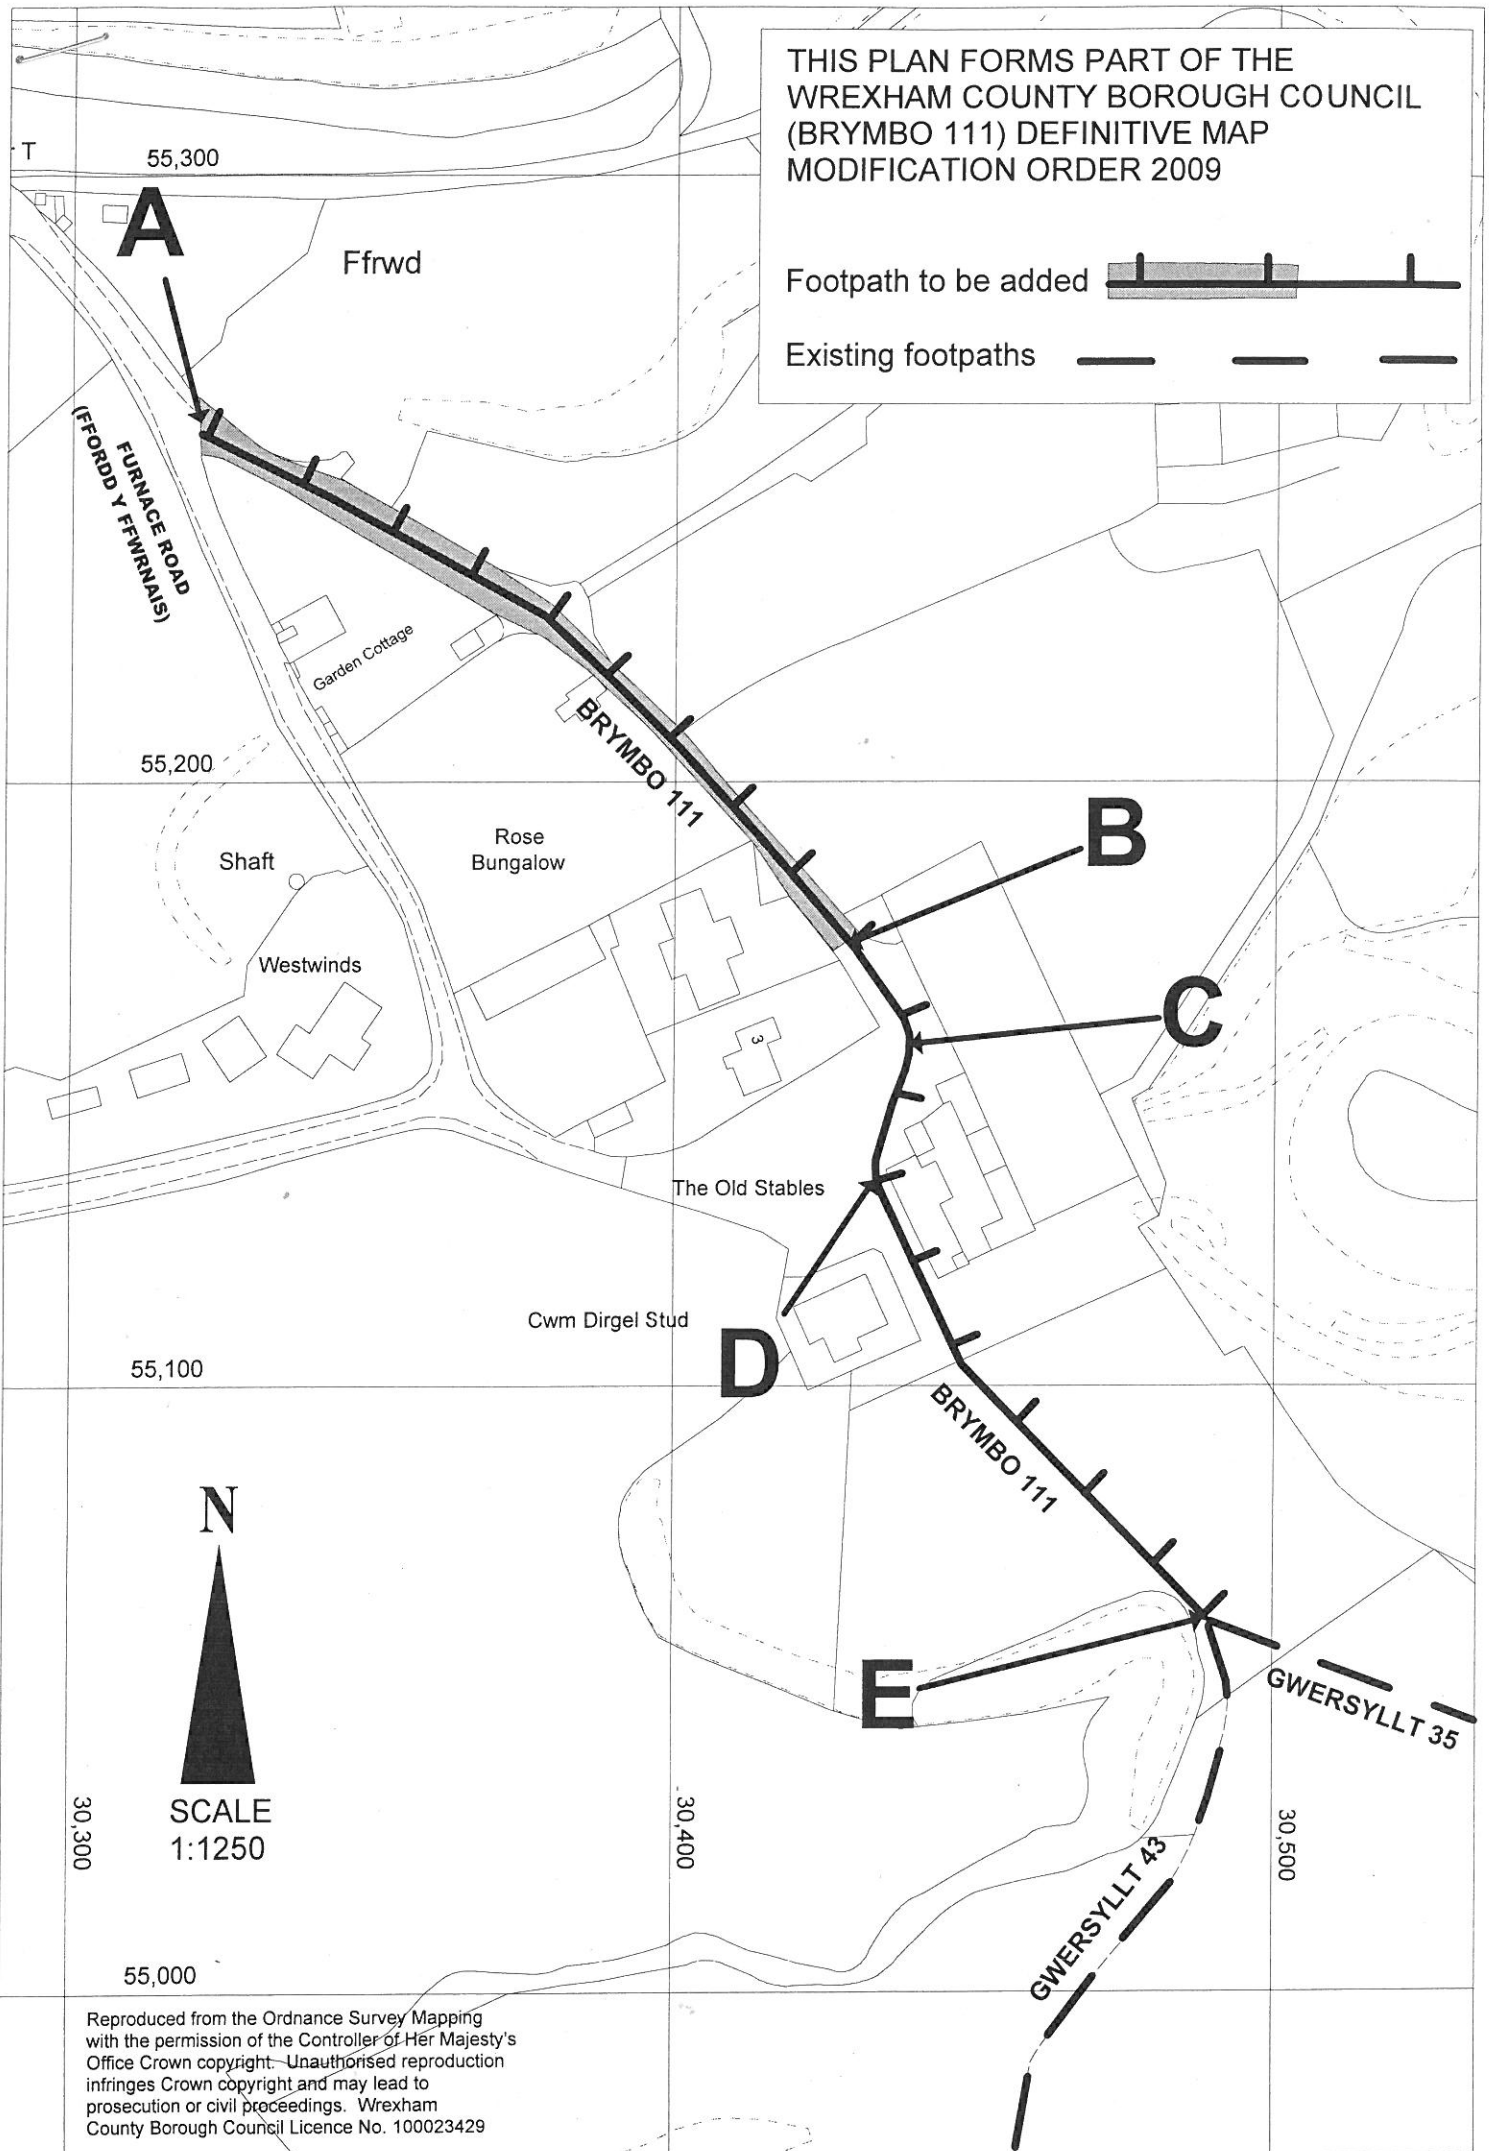 THIS PLAN FORMS PART OF THE
WREXHAM COUNTY BOROUGH COUNCIL
(BRYMBO 111) DEFINITIVE MAP
MODIFICATION ORDER 2009
Footpath to be added
Existing footpaths
T
55,300
A
Ffrwd
FURNACE ROAD
(FFORDD Y FFWRNAIS)
Garden Cottage
BRYMBO 111
55,200
B
Rose
Bungalow
Shaft
Westwinds
C
3
The Old Stables
Cwm Dirgel Stud
D
55,100
BRYMBO 111
N
E
GWERSYLLT 35
SCALE
1:1250
30,300
30,400
30,500
GWERSYLLT 43
55,000
Reproduced from the Ordnance Survey Mapping
with the permission of the Controller of Her Majesty's
Office Crown copyright. Unauthorised reproduction
infringes Crown copyright and may lead to
prosecution or civil proceedings. Wrexham
County Borough Council Licence No. 100023429